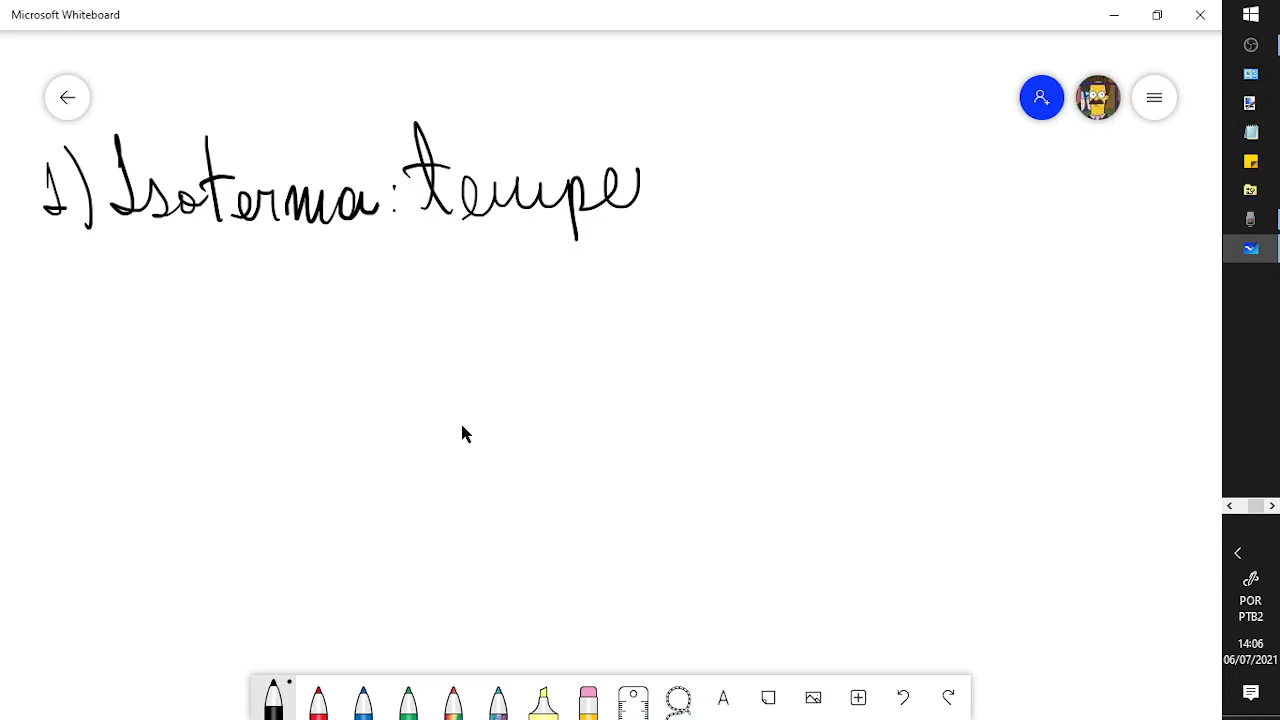 Microsoft Whiteboard
1) Isoterma: tempe
A
POR
PTB2
14:06
06/07/2021